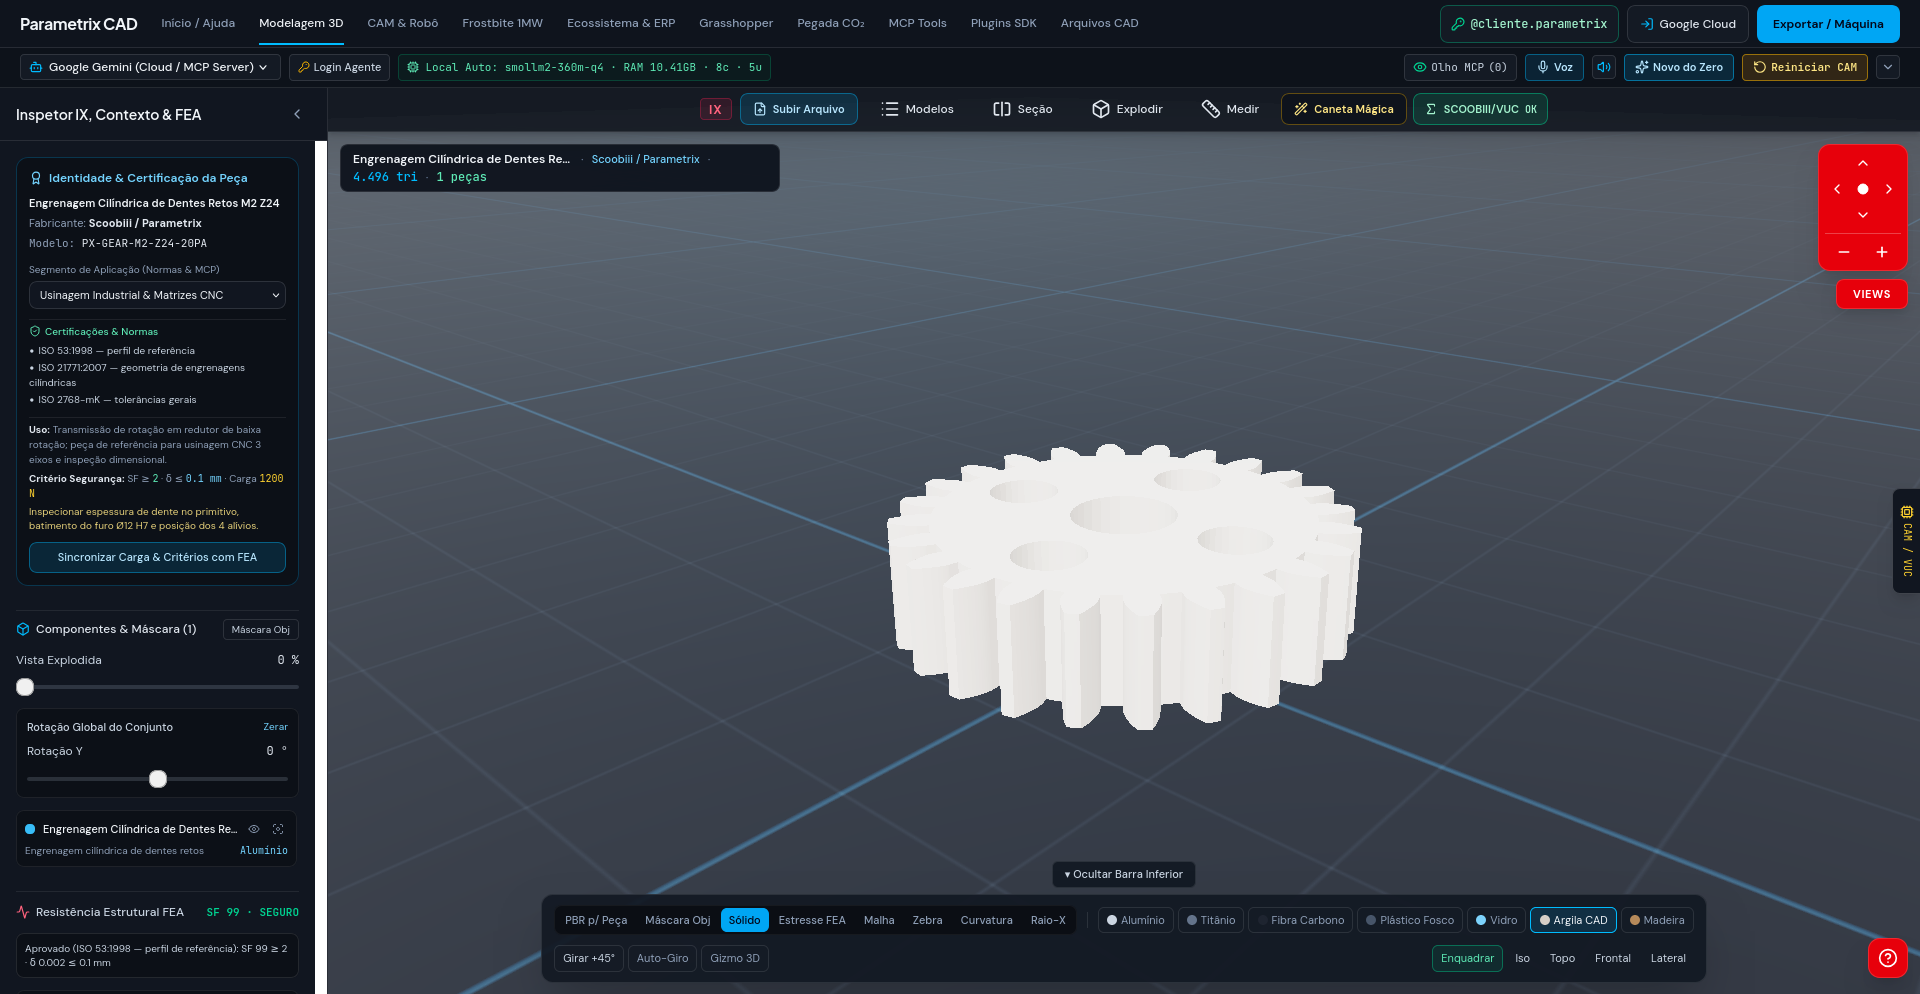 Parametrix CAD
Início / Ajuda
Modelagem 3D
CAM & Robô
Frostbite 1MW
Ecossistema & ERP
Grasshopper
Pegada CO₂
MCP Tools
Plugins SDK
Arquivos CAD
@cliente.parametrix
Google Cloud
Exportar / Máquina
Google Gemini (Cloud / MCP Server)
Login Agente
Local Auto: smollm2-360m-q4 · RAM 10.41GB · 8c · 5u
Olho MCP (0)
Voz
Novo do Zero
Reiniciar CAM
Inspetor IX, Contexto & FEA
IX
Subir Arquivo
Modelos
Seção
Explodir
Medir
Caneta Mágica
SCOOBIII/VUC OK
Engrenagem Cilíndrica de Dentes Re... · Scoobiii / Parametrix ·
4.496 tri · 1 peças
Identidade & Certificação da Peça
Engrenagem Cilíndrica de Dentes Retos M2 Z24
Fabricante: Scoobiii / Parametrix
Modelo: PX-GEAR-M2-Z24-20PA
Segmento de Aplicação (Normas & MCP)
Usinagem Industrial & Matrizes CNC
Certificações & Normas
• ISO 53:1998 — perfil de referência
• ISO 21771:2007 — geometria de engrenagens
cilíndricas
• ISO 2768-mK — tolerâncias gerais
Uso: Transmissão de rotação em redutor de baixa
rotação; peça de referência para usinagem CNC 3
eixos e inspeção dimensional.
Critério Segurança: SF ≥ 2 · δ ≤ 0.1 mm · Carga 1200
N
Inspecionar espessura de dente no primitivo,
batimento do furo Ø12 H7 e posição dos 4 alívios.
Sincronizar Carga & Critérios com FEA
Componentes & Máscara (1)
Máscara Obj
Vista Explodida
0 %
Rotação Global do Conjunto
Zerar
Rotação Y
0 °
Engrenagem Cilíndrica de Dentes Re...
Engrenagem cilíndrica de dentes retos
Alumínio
Resistência Estrutural FEA
SF 99 · SEGURO
Aprovado (ISO 53:1998 — perfil de referência): SF 99 ≥ 2
· δ 0.002 ≤ 0.1 mm
VIEWS
CAM / VUC
▾ Ocultar Barra Inferior
PBR p/ Peça
Máscara Obj
Sólido
Estresse FEA
Malha
Zebra
Curvatura
Raio-X
Alumínio
Titânio
Fibra Carbono
Plástico Fosco
Vidro
Argila CAD
Madeira
Girar +45°
Auto-Giro
Gizmo 3D
Enquadrar
Iso
Topo
Frontal
Lateral